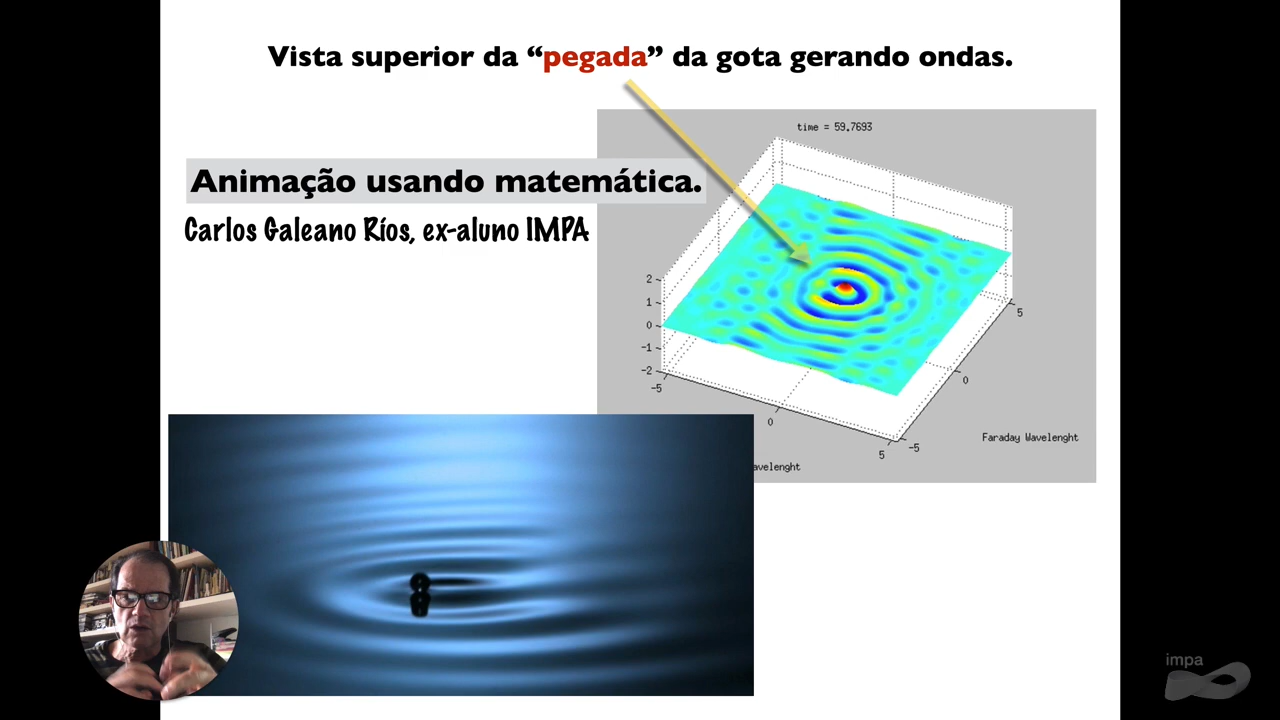 Vista superior da “pegada” da gota gerando ondas.
time = 59.7693
Animação usando matemática.
Carlos Galeano Ríos, ex-aluno IMPA
2
1
0
-1
-2
-5
0
5
-5
0
5
Faraday Wavelenght
avelenght
impa